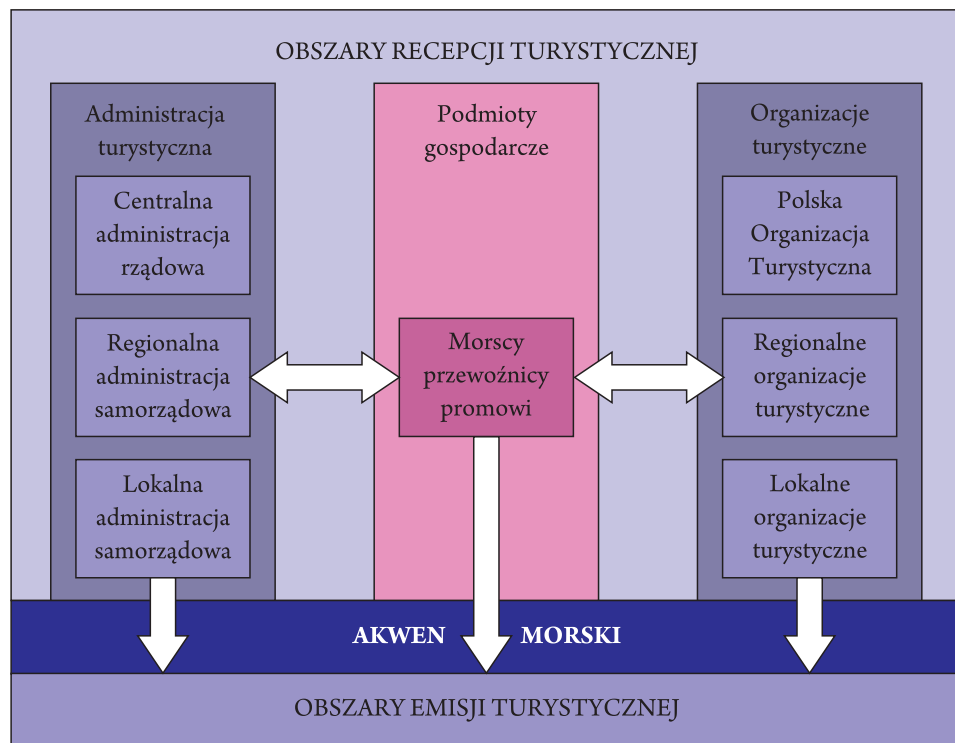 OBSZARY RECEPCJI TURYSTYCZNEJ
Administracja
turystyczna
Centralna
administracja
rządowa
Regionalna
administracja
samorządowa
Lokalna
administracja
samorządowa
Podmioty
gospodarcze
Morscy
przewoźnicy
promowi
Organizacje
turystyczne
Polska
Organizacja
Turystyczna
Regionalne
organizacje
turystyczne
Lokalne
organizacje
turystyczne
AKWEN MORSKI
OBSZARY EMISJI TURYSTYCZNEJ